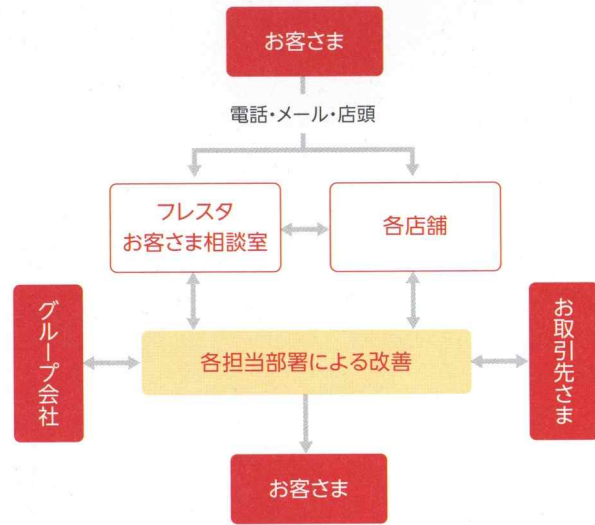 お客さま
電話・メール・店頭
フレスタ
お客さま相談室
各店舗
グループ会社
各担当部署による改善
お取引先さま
お客さま